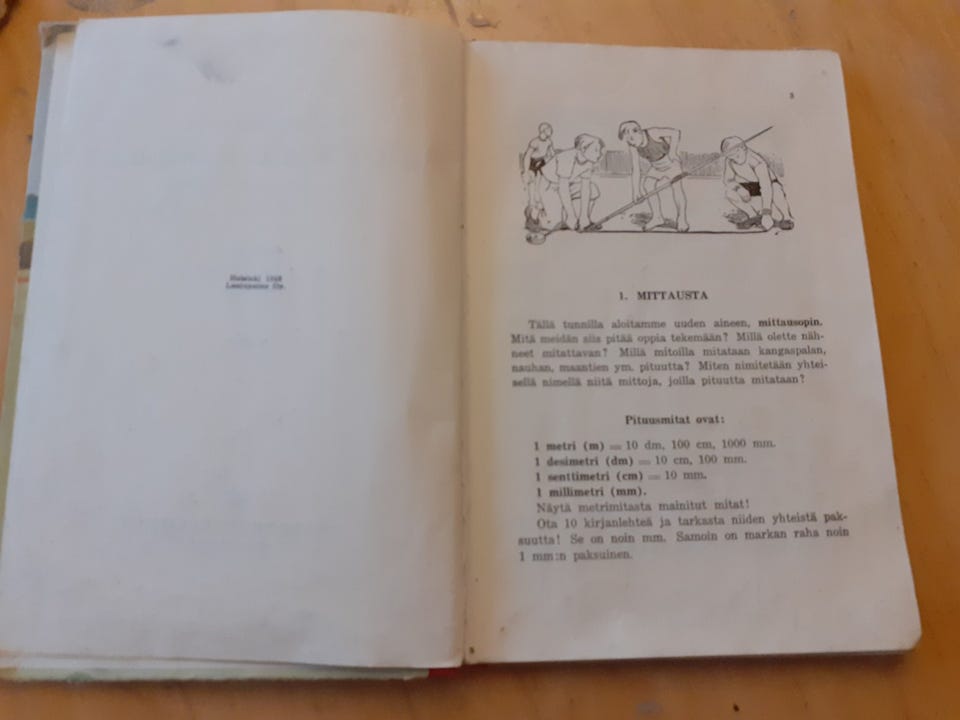 Helsinki
3
1. MITTAUSTA
Tällä tunnilla aloitamme uuden aineen, mittausopin.
Mitä meidän siis pitää oppia tekemään? Millä olette näh-
neet mitattavan? Millä mitoilla mitataan kangaspalan,
nauhan, maantien ym. pituutta? Miten nimitetään yhtei-
sellä nimellä niitä mittoja, joilla pituutta mitataan?
Pituusmitat ovat:
1 metri (m) = 10 dm, 100 cm, 1000 mm.
1 desimetri (dm) = 10 cm, 100 mm.
1 senttimetri (cm) = 10 mm.
1 millimetri (mm).
Näytä metrimitasta mainitut mitat!
Ota 10 kirjanlehteä ja tarkasta niiden yhteistä pak-
suutta! Se on noin mm. Samoin on markan raha noin
1 mm:n paksuinen.